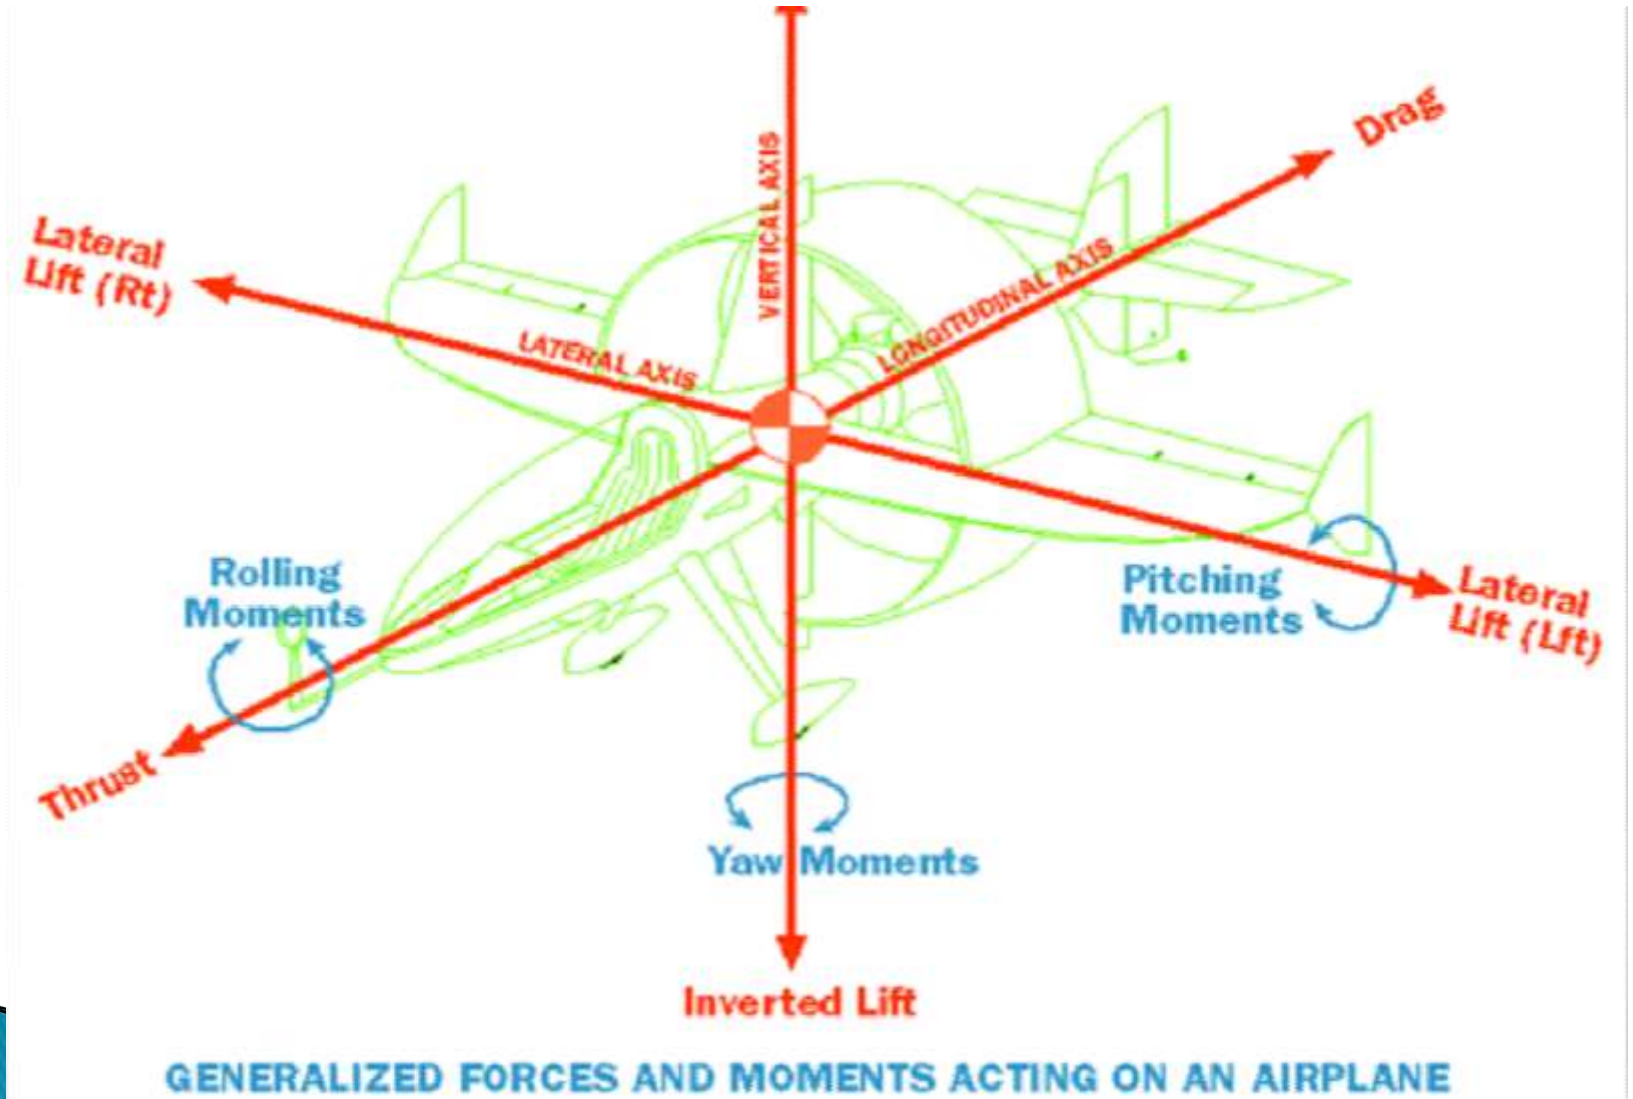 Drag
VERTICAL AXIS
Lateral
Lift (Rt)
LONGITUDINAL AXIS
LATERAL AXIS
Rolling
Moments
Pitching
Moments
Lateral
Lift (Lft)
Thrust
Yaw Moments
Inverted Lift
GENERALIZED FORCES AND MOMENTS ACTING ON AN AIRPLANE